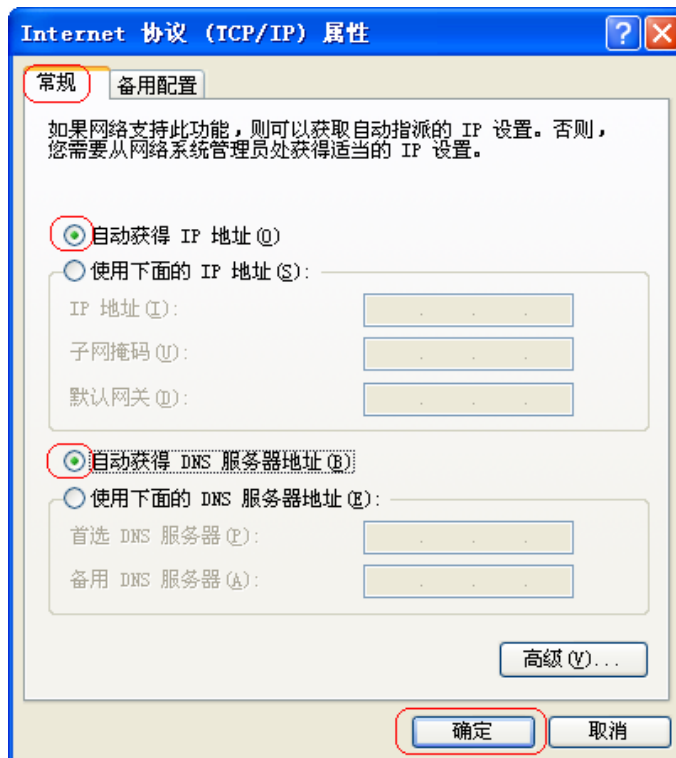 Internet 协议 (TCP/IP) 属性
常规
备用配置
如果网络支持此功能，则可以获取自动指派的 IP 设置。否则，
您需要从网络系统管理员处获得适当的 IP 设置。
自动获得 IP 地址(O)
使用下面的 IP 地址(S):
IP 地址(I):
子网掩码(U):
默认网关(D):
自动获得 DNS 服务器地址(B)
使用下面的 DNS 服务器地址(E):
首选 DNS 服务器(P):
备用 DNS 服务器(A):
高级(V)...
确定
取消